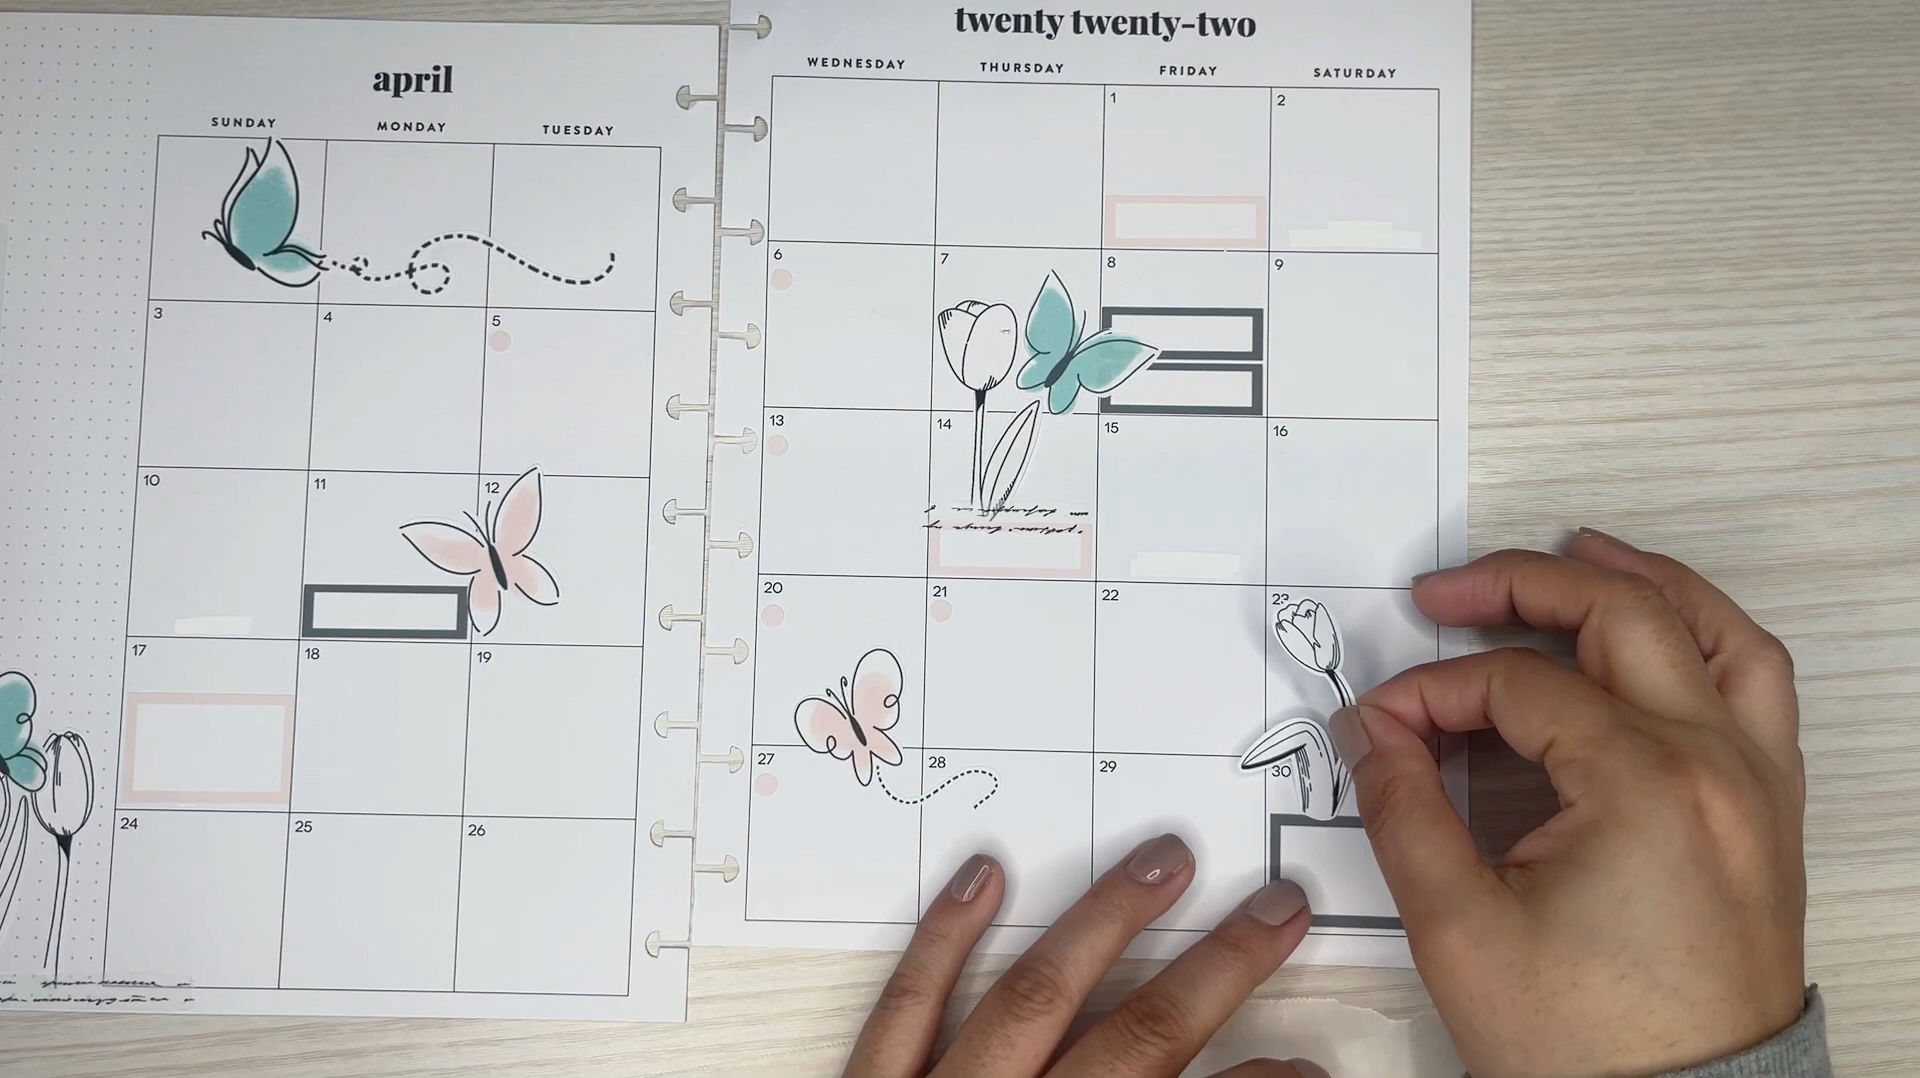 april
SUNDAY MONDAY TUESDAY
3 4 5
10 11 12
17 18 19
24 25 26
twenty twenty-two
WEDNESDAY THURSDAY FRIDAY SATURDAY
1 2
6 7 8 9
13 14 15 16
20 21 22 23
27 28 29 30